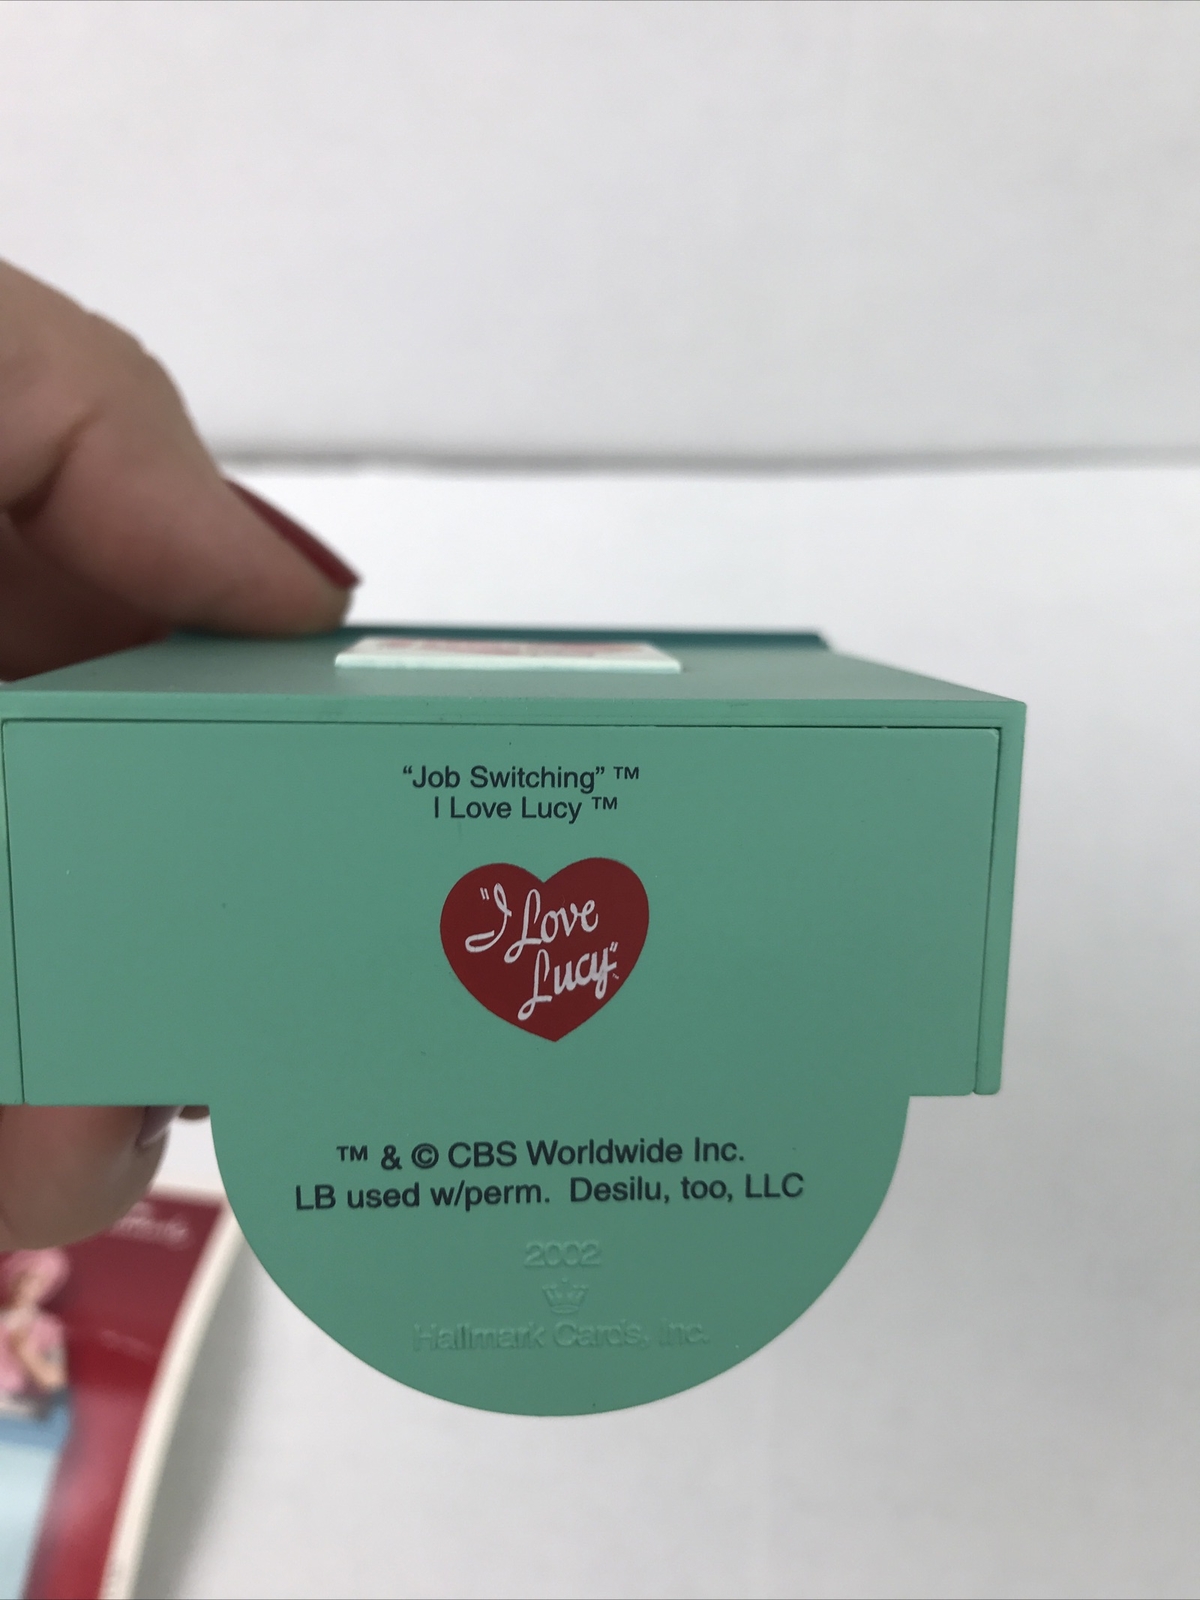 “Job Switching” ™
I Love Lucy ™
"I Love
Lucy"
™ & © CBS Worldwide Inc.
LB used w/perm. Desilu, too, LLC
2002
Hallmark Cards, Inc.